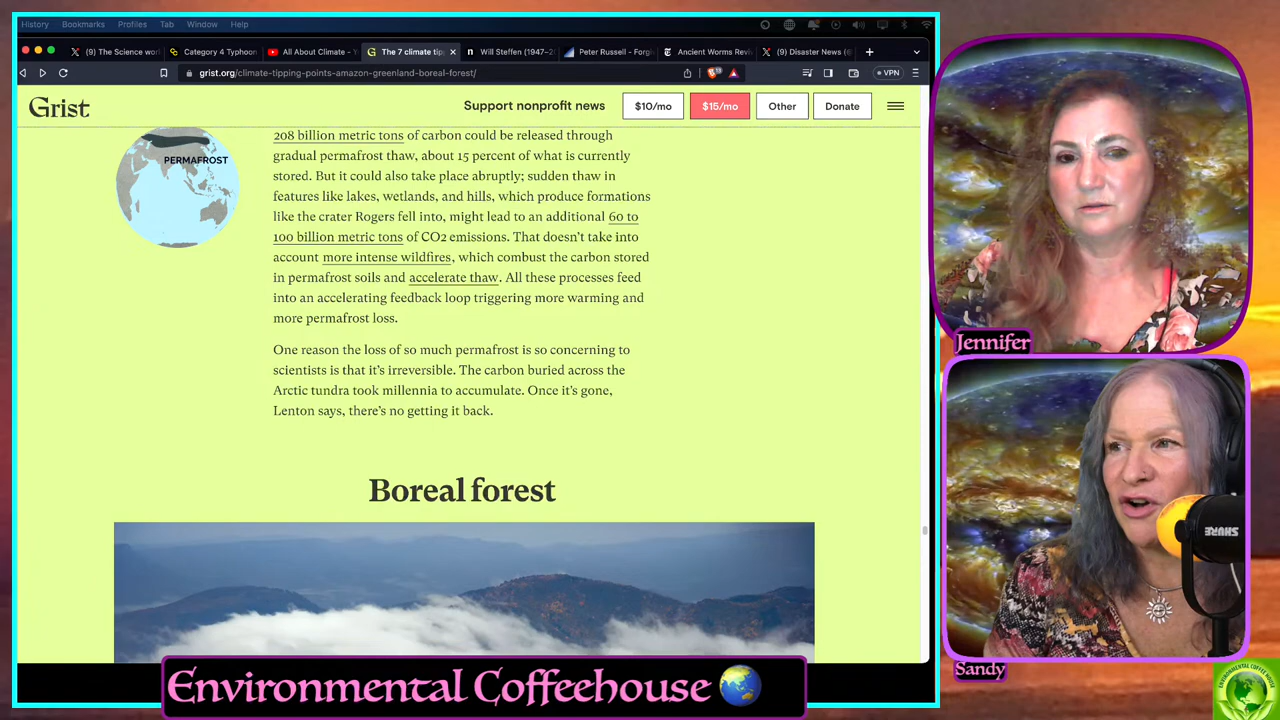 History Bookmarks Profiles Tab Window Help
(9) The Science wor
Category 4 Typhoon
All About Climate - Y
The 7 climate tip
Will Steffen (1947–2
Peter Russell - Forgi
Ancient Worms Revi
(9) Disaster News (
grist.org/climate-tipping-points-amazon-greenland-boreal-forest/
VPN
Grist
Support nonprofit news
$10/mo
$15/mo
Other
Donate
PERMAFROST
208 billion metric tons of carbon could be released through
gradual permafrost thaw, about 15 percent of what is currently
stored. But it could also take place abruptly; sudden thaw in
features like lakes, wetlands, and hills, which produce formations
like the crater Rogers fell into, might lead to an additional 60 to
100 billion metric tons of CO2 emissions. That doesn't take into
account more intense wildfires, which combust the carbon stored
in permafrost soils and accelerate thaw. All these processes feed
into an accelerating feedback loop triggering more warming and
more permafrost loss.
One reason the loss of so much permafrost is so concerning to
scientists is that it's irreversible. The carbon buried across the
Arctic tundra took millennia to accumulate. Once it's gone,
Lenton says, there's no getting it back.
Boreal forest
Jennifer
SHURE
Sandy
Environmental Coffeehouse
ENVIRONMENTAL COFFEE HOUSE